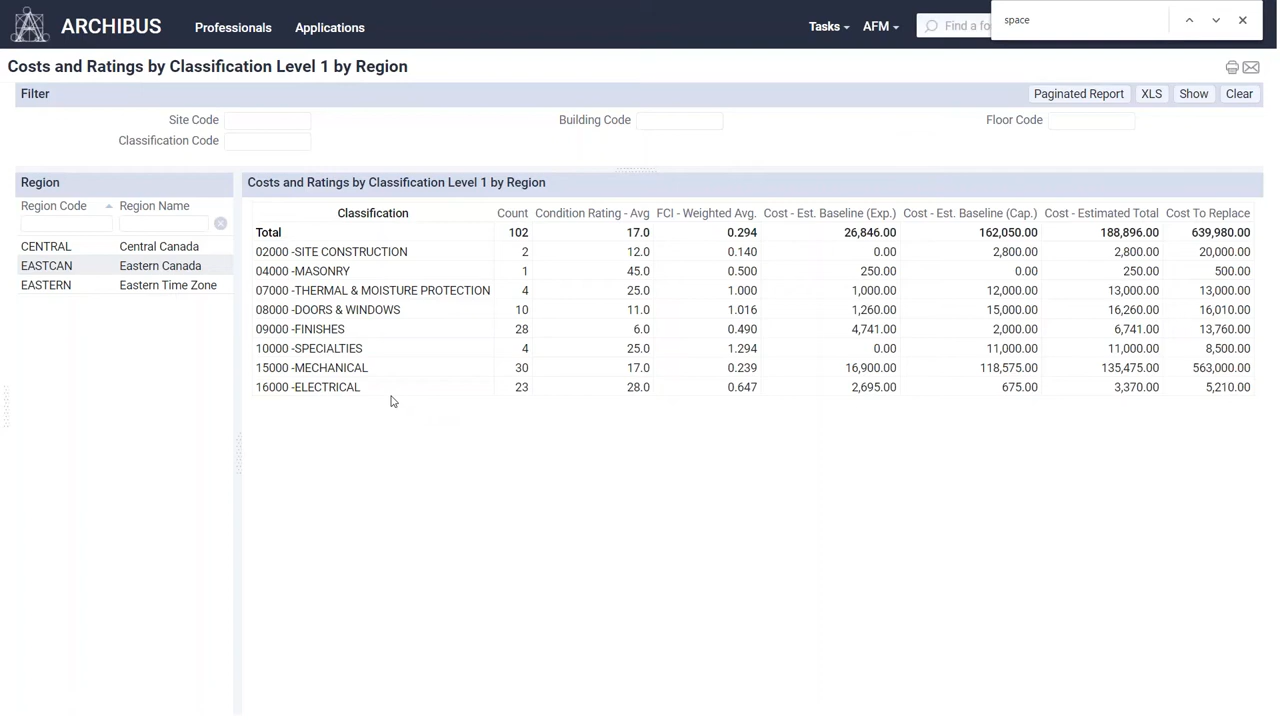 ARCHIBUS Professionals Applications Tasks AFM Find a fo space
Costs and Ratings by Classification Level 1 by Region
Filter Paginated Report XLS Show Clear
Site Code Building Code Floor Code
Classification Code
Region
Region Code Region Name
CENTRAL Central Canada
EASTCAN Eastern Canada
EASTERN Eastern Time Zone
Costs and Ratings by Classification Level 1 by Region
Classification Count Condition Rating - Avg FCI - Weighted Avg. Cost - Est. Baseline (Exp.) Cost - Est. Baseline (Cap.) Cost - Estimated Total Cost To Replace
Total 102 17.0 0.294 26,846.00 162,050.00 188,896.00 639,980.00
02000 -SITE CONSTRUCTION 2 12.0 0.140 0.00 2,800.00 2,800.00 20,000.00
04000 -MASONRY 1 45.0 0.500 250.00 0.00 250.00 500.00
07000 -THERMAL & MOISTURE PROTECTION 4 25.0 1.000 1,000.00 12,000.00 13,000.00 13,000.00
08000 -DOORS & WINDOWS 10 11.0 1.016 1,260.00 15,000.00 16,260.00 16,010.00
09000 -FINISHES 28 6.0 0.490 4,741.00 2,000.00 6,741.00 13,760.00
10000 -SPECIALTIES 4 25.0 1.294 0.00 11,000.00 11,000.00 8,500.00
15000 -MECHANICAL 30 17.0 0.239 16,900.00 118,575.00 135,475.00 563,000.00
16000 -ELECTRICAL 23 28.0 0.647 2,695.00 675.00 3,370.00 5,210.00